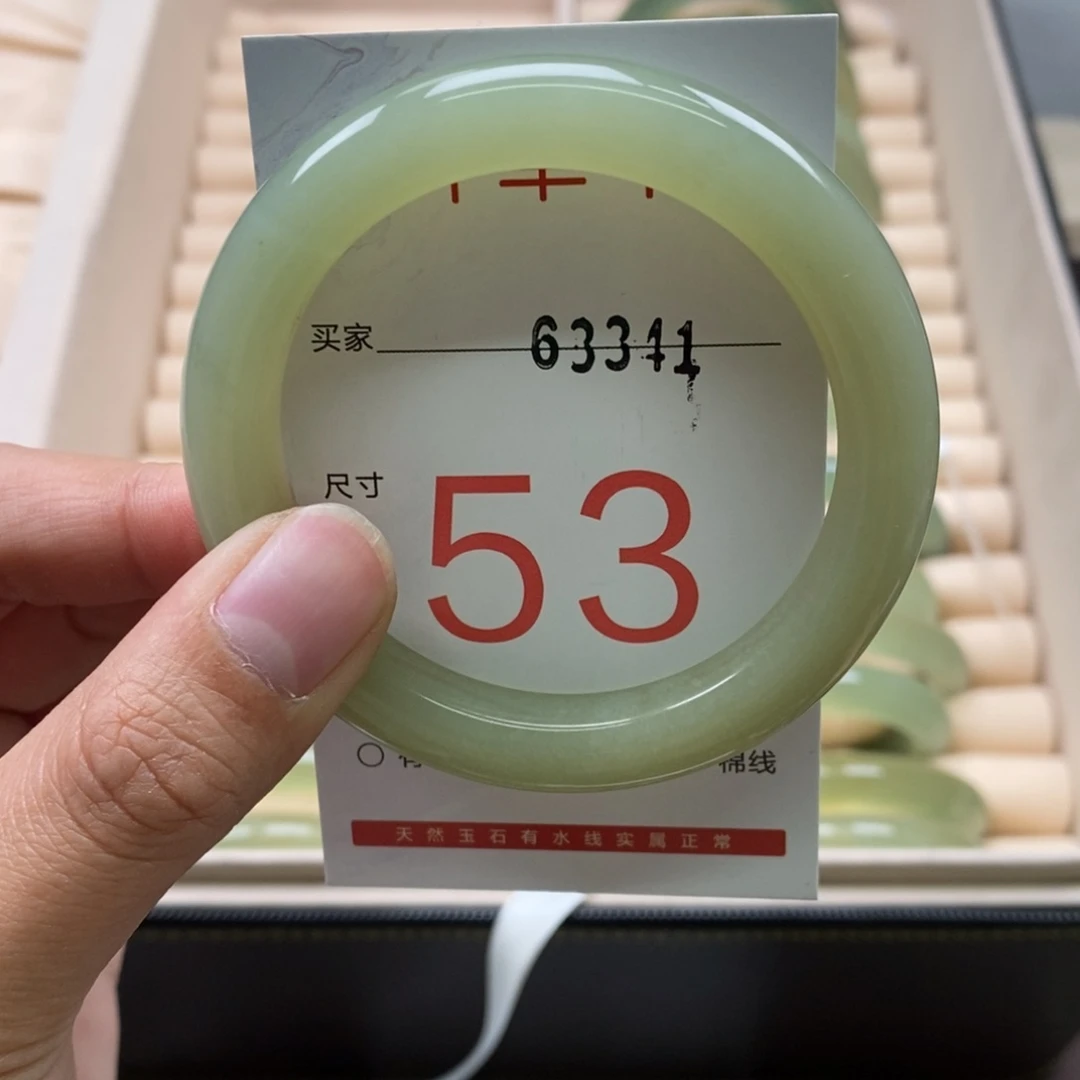 买家 63341
尺寸 53
棉线
天然玉石有水线实属正常